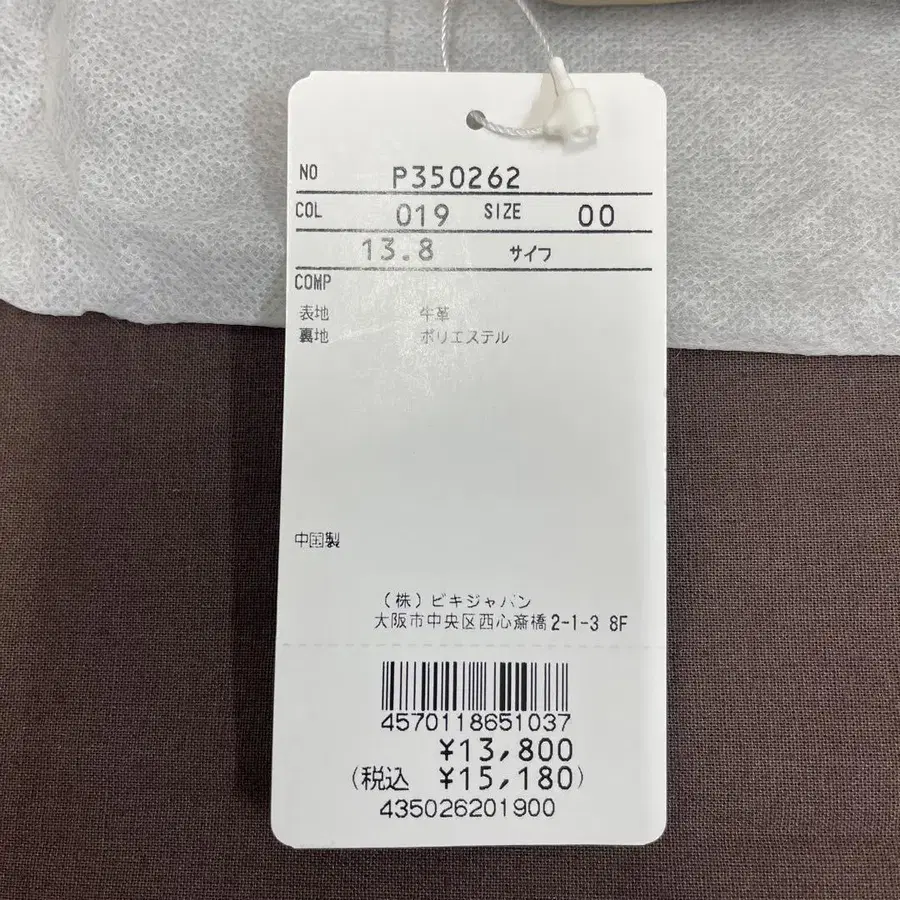 NO P350262
COL 019 SIZE 00
13.8 サイフ
COMP
表地 牛革
裏地 ポリエステル
中国製
(株)ビキジャパン
大阪市中央区西心斎橋2-1-3 8F
4570118651037
¥13,800
(税込 ¥15,180)
435026201900